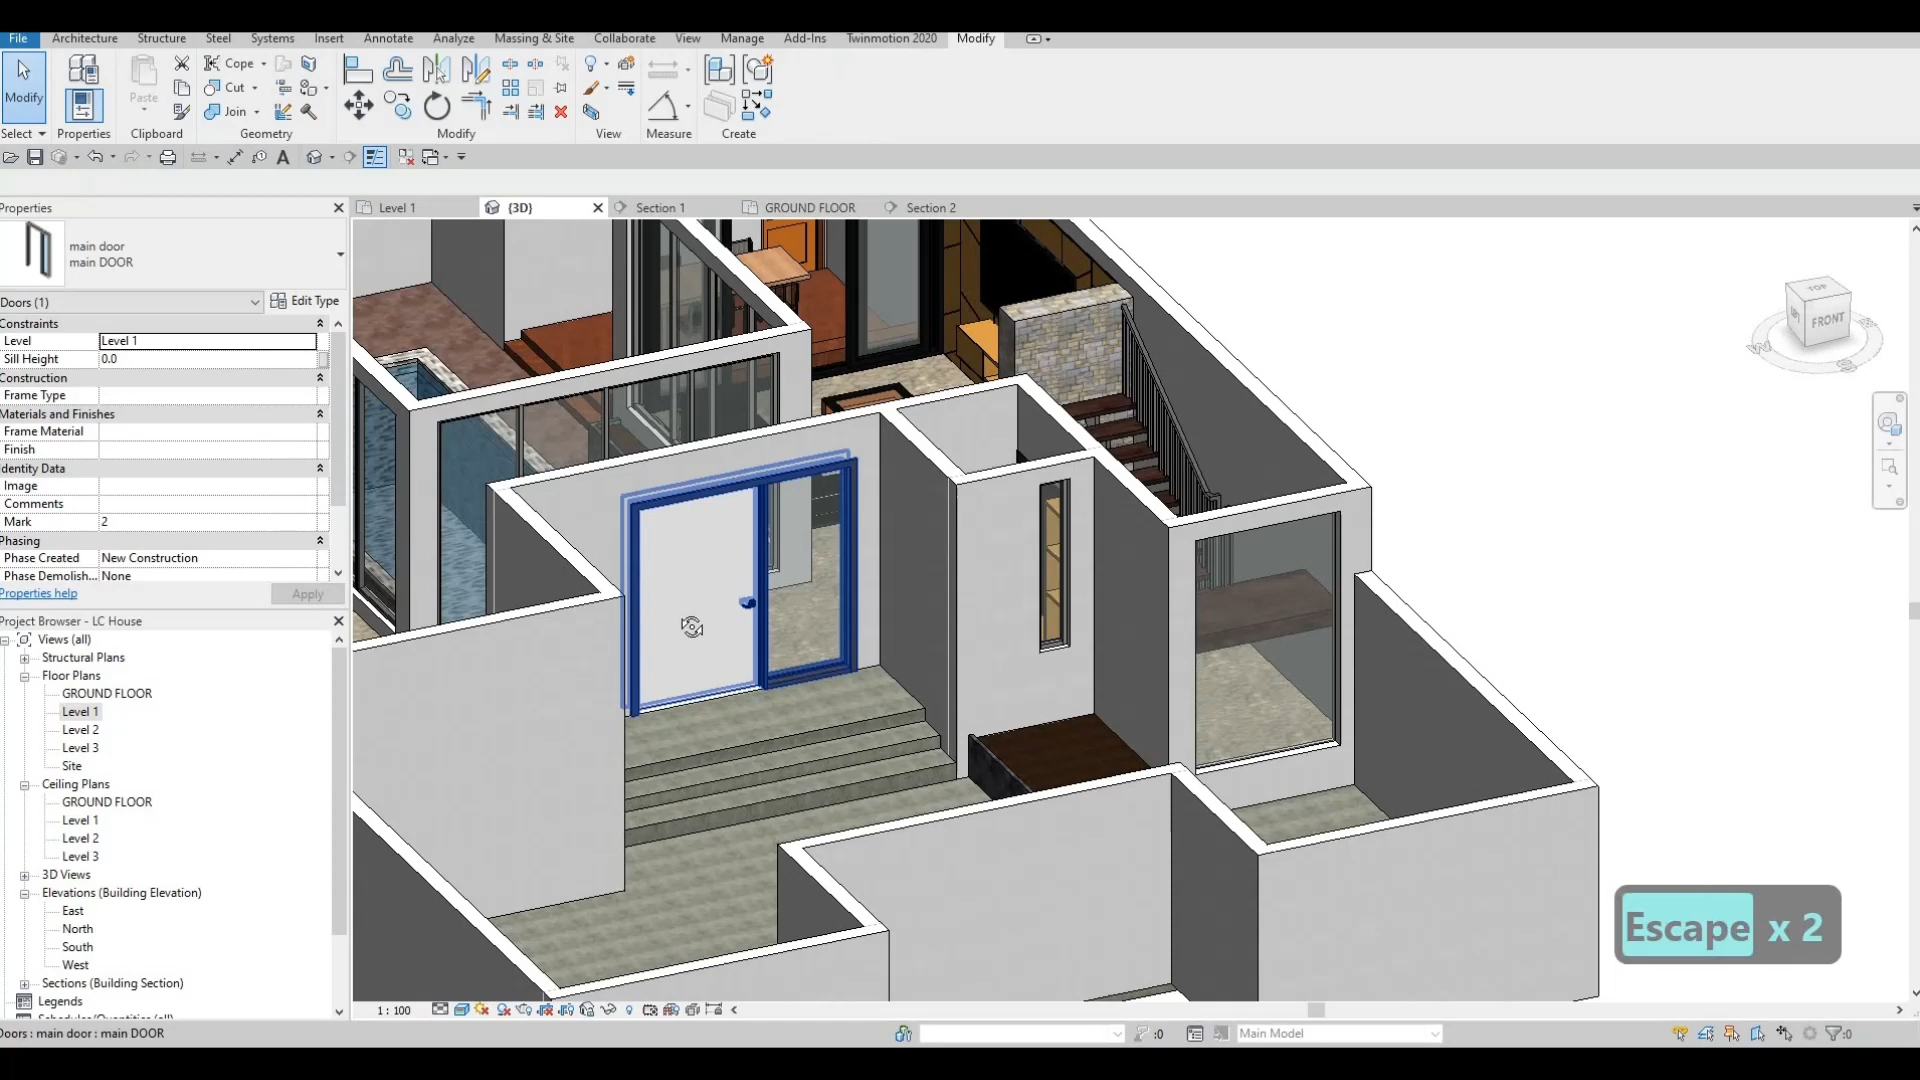 File Architecture Structure Steel Systems Insert Annotate Analyze Massing & Site Collaborate View Manage Add-Ins Twinmotion 2020 Modify
Modify
Paste
Cope
Cut
Join
Select Properties Clipboard Geometry Modify View Measure Create
Properties
Level 1 {3D} Section 1 GROUND FLOOR Section 2
main door
main DOOR
Doors (1) Edit Type
Constraints
Level Level 1
Sill Height 0.0
Construction
Frame Type
Materials and Finishes
Frame Material
Finish
Identity Data
Image
Comments
Mark 2
Phasing
Phase Created New Construction
Phase Demolish... None
Properties help Apply
Project Browser - LC House
Views (all)
Structural Plans
Floor Plans
GROUND FLOOR
Level 1
Level 2
Level 3
Site
Ceiling Plans
GROUND FLOOR
Level 1
Level 2
Level 3
3D Views
Elevations (Building Elevation)
East
North
South
West
Sections (Building Section)
Legends
TOP
FRONT
W
S
Escape x 2
1 : 100
Doors : main door : main DOOR
:0
Main Model
:0